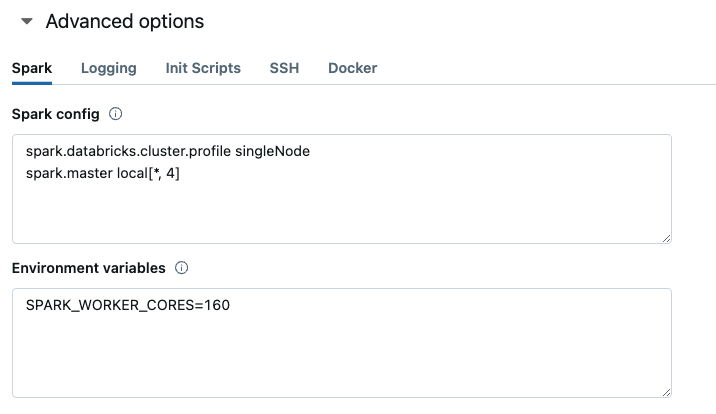 Advanced options
Spark Logging Init Scripts SSH Docker
Spark config
spark.databricks.cluster.profile singleNode
spark.master local[*, 4]
Environment variables
SPARK_WORKER_CORES=160